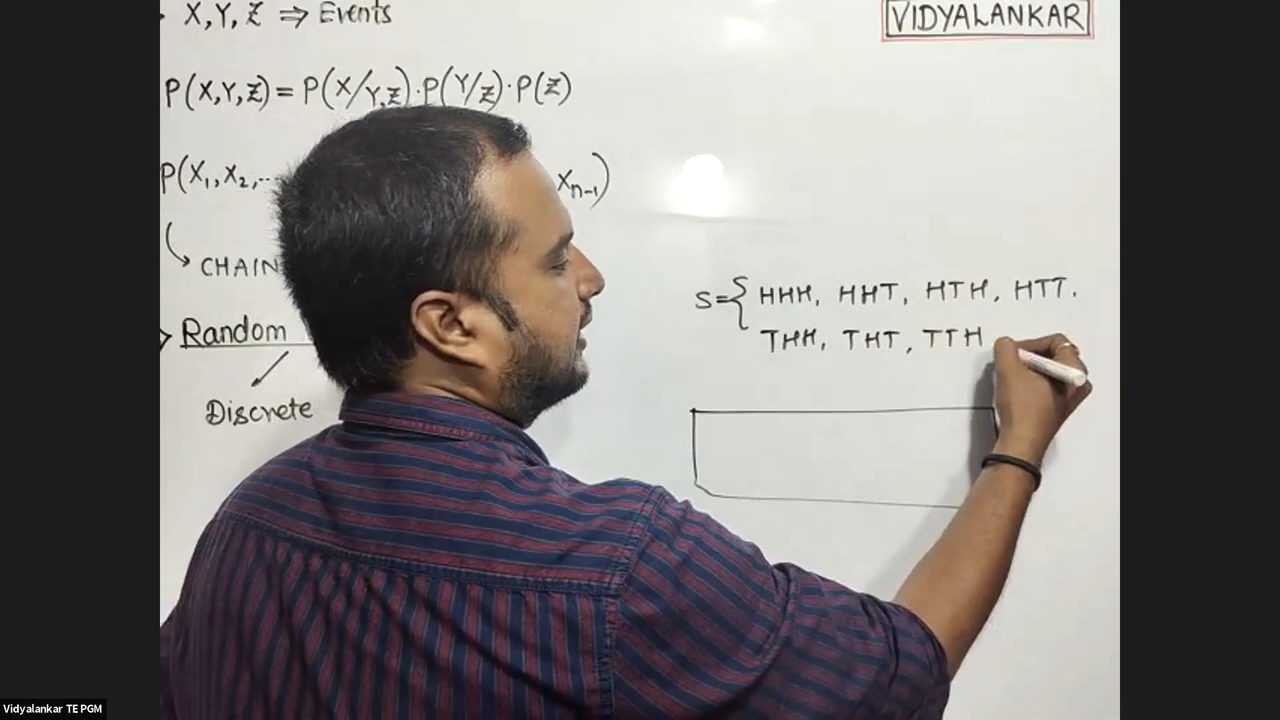 X, Y, Z ⇒ Events
VIDYALANKAR
P(X,Y,Z) = P(X/Y,Z)·P(Y/Z)·P(Z)
P(X₁, X₂,.. Xₙ₋₁)
CHAIN
Random
Discrete
S={ HHH, HHT, HTH, HTT.
THH, THT, TTH
Vidyalankar TE PGM